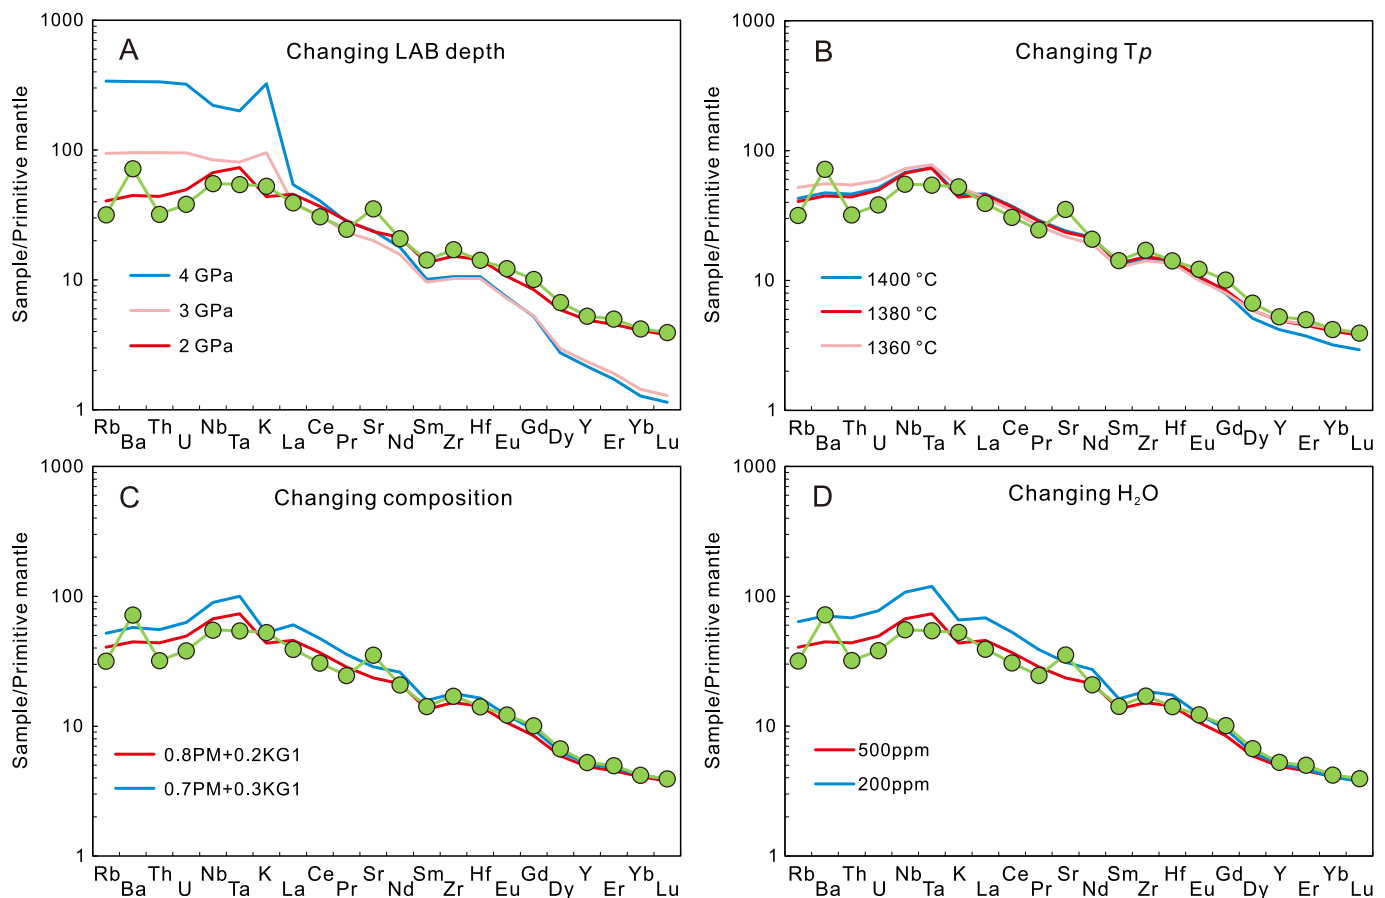 A
Changing LAB depth
Sample/Primitive mantle
1000
100
10
1
4 GPa
3 GPa
2 GPa
Rb Ba Th U Nb Ta K La Ce Pr Sr Nd Sm Zr Hf Eu Gd Dy Y Er Yb Lu
B
Changing Tp
Sample/Primitive mantle
1000
100
10
1
1400 °C
1380 °C
1360 °C
Rb Ba Th U Nb Ta K La Ce Pr Sr Nd Sm Zr Hf Eu Gd Dy Y Er Yb Lu
C
Changing composition
Sample/Primitive mantle
1000
100
10
1
0.8PM+0.2KG1
0.7PM+0.3KG1
Rb Ba Th U Nb Ta K La Ce Pr Sr Nd Sm Zr Hf Eu Gd Dy Y Er Yb Lu
D
Changing H₂O
Sample/Primitive mantle
1000
100
10
1
500ppm
200ppm
Rb Ba Th U Nb Ta K La Ce Pr Sr Nd Sm Zr Hf Eu Gd Dy Y Er Yb Lu